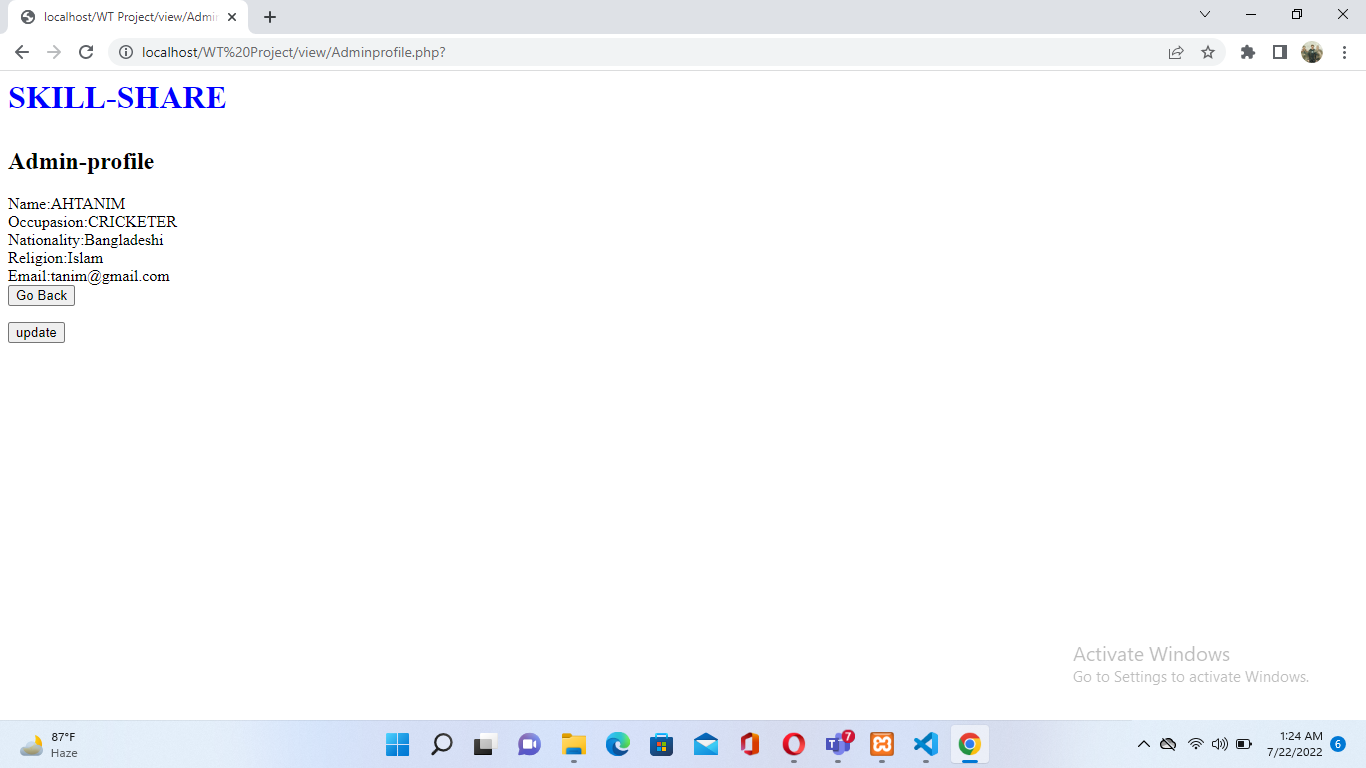 localhost/WT Project/view/Admin
localhost/WT%20Project/view/Adminprofile.php?
SKILL-SHARE
Admin-profile
Name:AHTANIM
Occupasion:CRICKETER
Nationality:Bangladeshi
Religion:Islam
Email:tanim@gmail.com
Go Back
update
Activate Windows
Go to Settings to activate Windows.
87°F
Haze
7
1:24 AM
7/22/2022
6